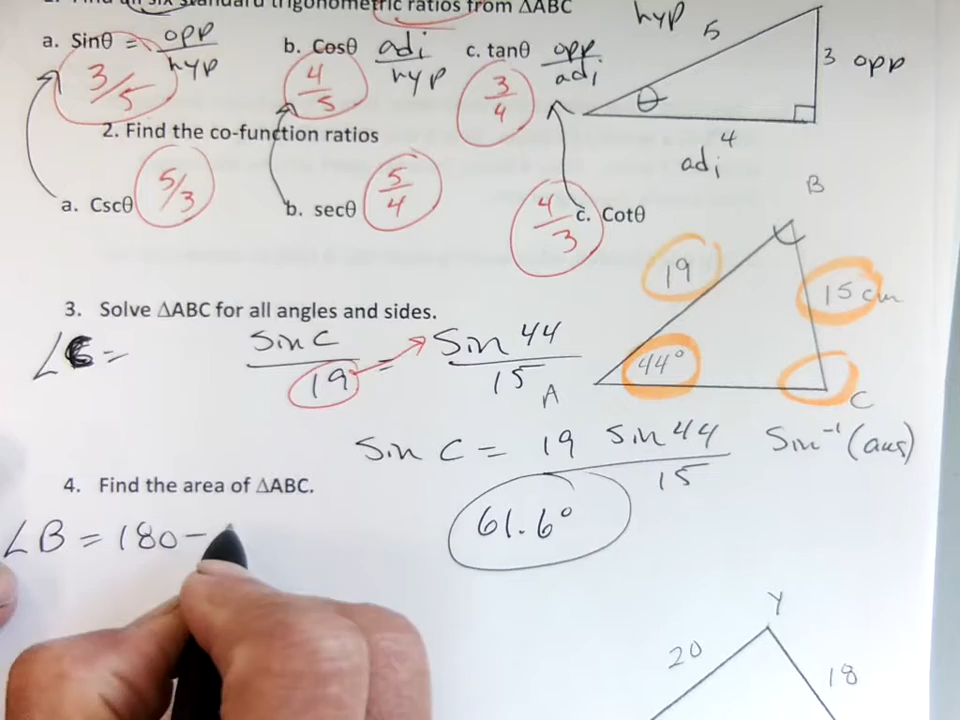 standard trigonometric ratios from ΔABC
a. Sinθ = opp/hyp b. Cosθ adj/hyp c. tanθ opp/adj
3/5 4/5 3/4
hyp 5 3 opp
θ
4
adj
2. Find the co-function ratios
a. Cscθ 5/3 b. secθ 5/4 4/3 c. Cotθ
B
19 15 cm
44°
A C
3. Solve ΔABC for all angles and sides.
∠C = sin C/19 = Sin 44/15
Sin C = 19 sin 44/15 Sin⁻¹(ans)
61.6°
4. Find the area of ΔABC.
∠B = 180 -
Y
20 18